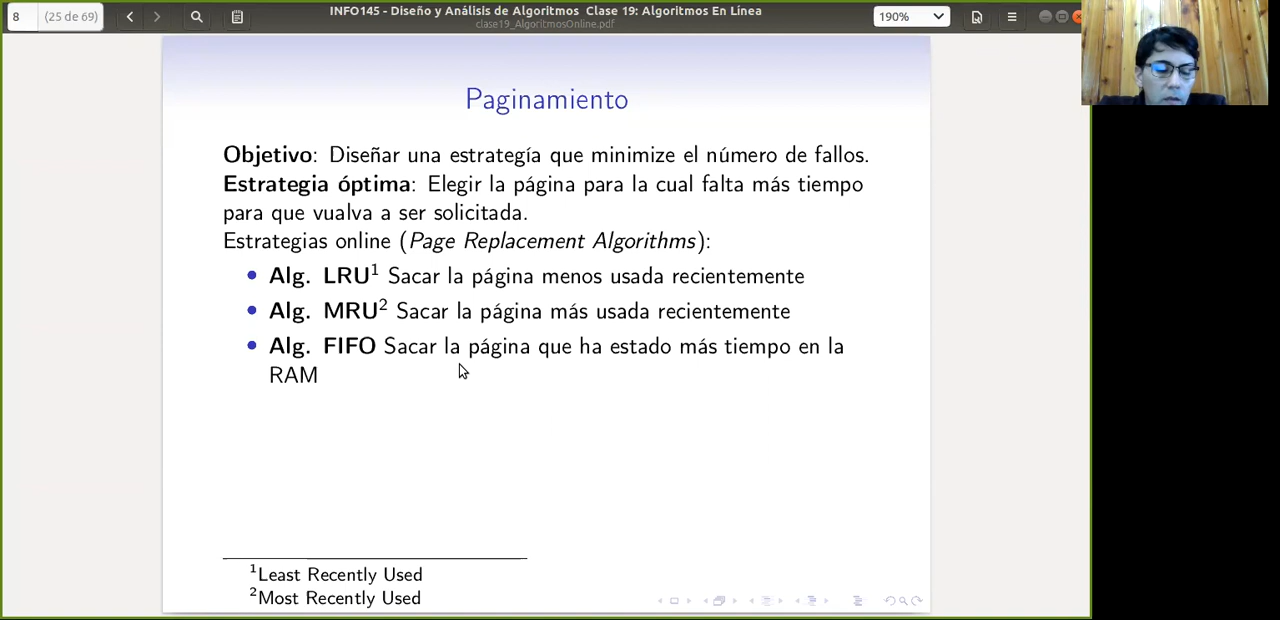 8
(25 de 69)
INFO145 - Diseño y Análisis de Algoritmos  Clase 19: Algoritmos En Línea
clase19_AlgoritmosOnline.pdf
190%
Paginamiento
Objetivo: Diseñar una estrategía que minimize el número de fallos.
Estrategia óptima: Elegir la página para la cual falta más tiempo
para que vualva a ser solicitada.
Estrategias online (Page Replacement Algorithms):
• Alg. LRU¹ Sacar la página menos usada recientemente
• Alg. MRU² Sacar la página más usada recientemente
• Alg. FIFO Sacar la página que ha estado más tiempo en la
RAM
¹Least Recently Used
²Most Recently Used